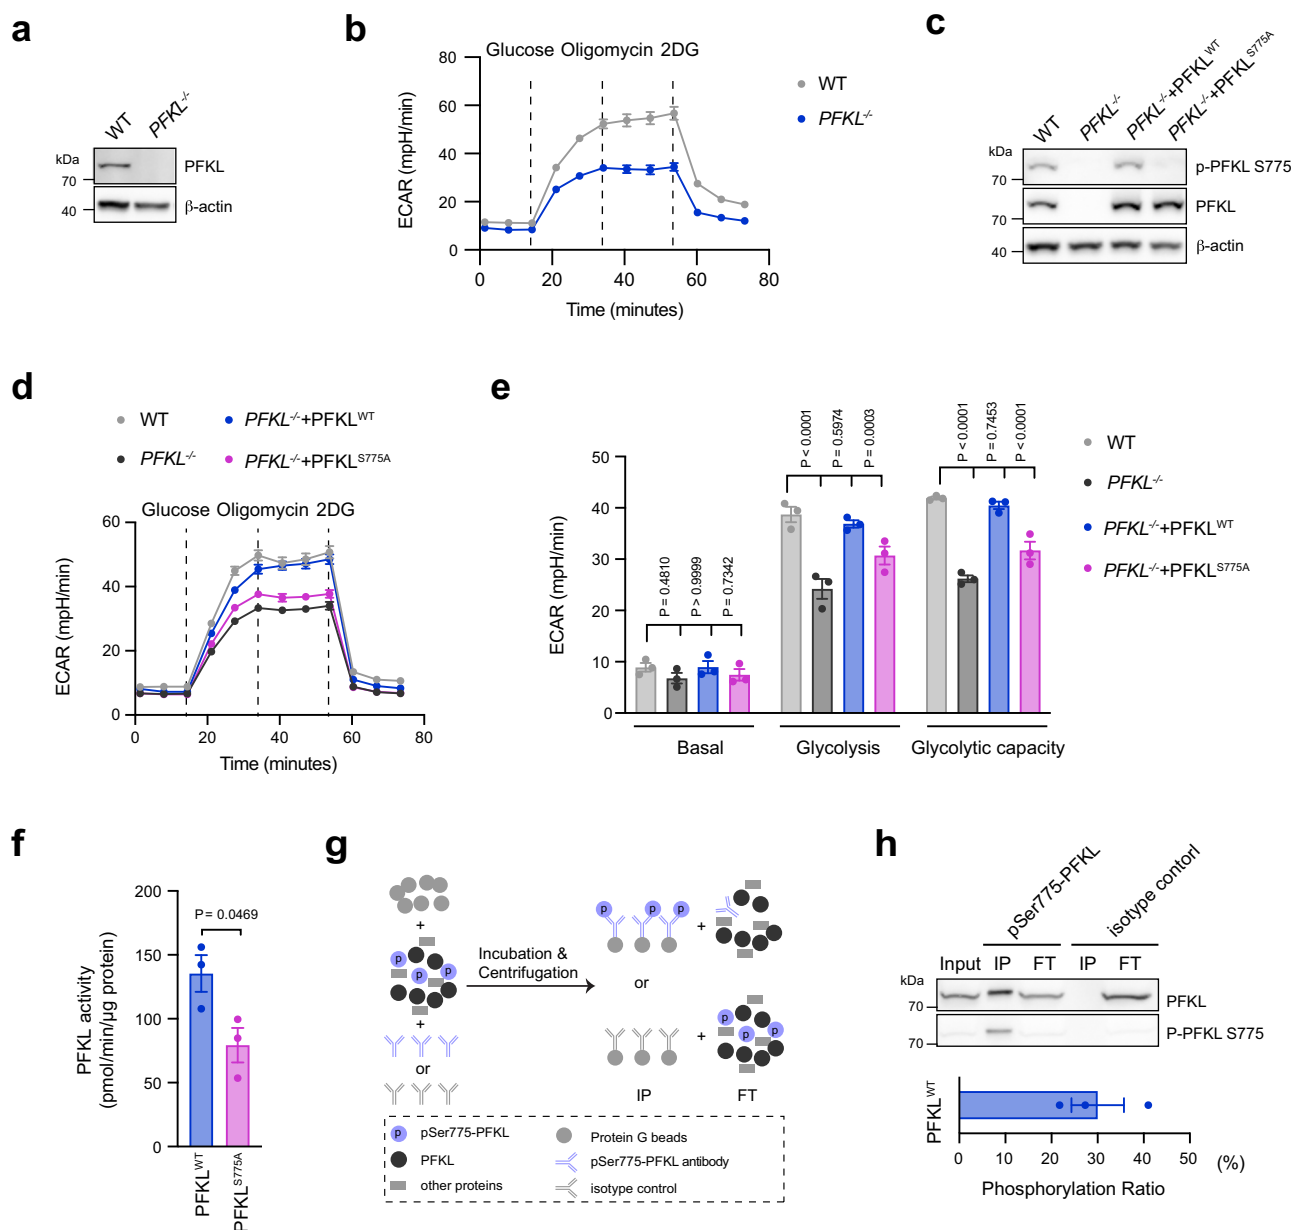 a
WT
PFKL-/-
kDa
70
40
PFKL
β-actin
b
Glucose Oligomycin 2DG
80
60
40
20
0
ECAR (mpH/min)
0 20 40 60 80
Time (minutes)
WT
PFKL-/-
c
WT
PFKL-/-
PFKL-/-+PFKLWT
PFKL-/-+PFKLS775A
kDa
70
70
40
p-PFKL S775
PFKL
β-actin
d
WT
PFKL-/-
PFKL-/-+PFKLWT
PFKL-/-+PFKLS775A
Glucose Oligomycin 2DG
60
40
20
0
ECAR (mpH/min)
0 20 40 60 80
Time (minutes)
e
P = 0.4810
P > 0.9999
P = 0.7342
P < 0.0001
P = 0.5974
P = 0.0003
P < 0.0001
P = 0.7453
P < 0.0001
50
40
30
20
10
0
ECAR (mpH/min)
Basal Glycolysis Glycolytic capacity
WT
PFKL-/-
PFKL-/-+PFKLWT
PFKL-/-+PFKLS775A
f
200
150
100
50
0
PFKL activity
(pmol/min/μg protein)
P = 0.0469
PFKLWT
PFKLS775A
g
+
p p p
+
or
Incubation &
Centrifugation
p p p
+
or
p p p
+
IP FT
p pSer775-PFKL
PFKL
other proteins
Protein G beads
pSer775-PFKL antibody
isotype control
h
pSer775-PFKL
isotype contorl
Input IP FT IP FT
kDa
70
70
PFKL
P-PFKL S775
PFKLWT
0 10 20 30 40 50 (%)
Phosphorylation Ratio